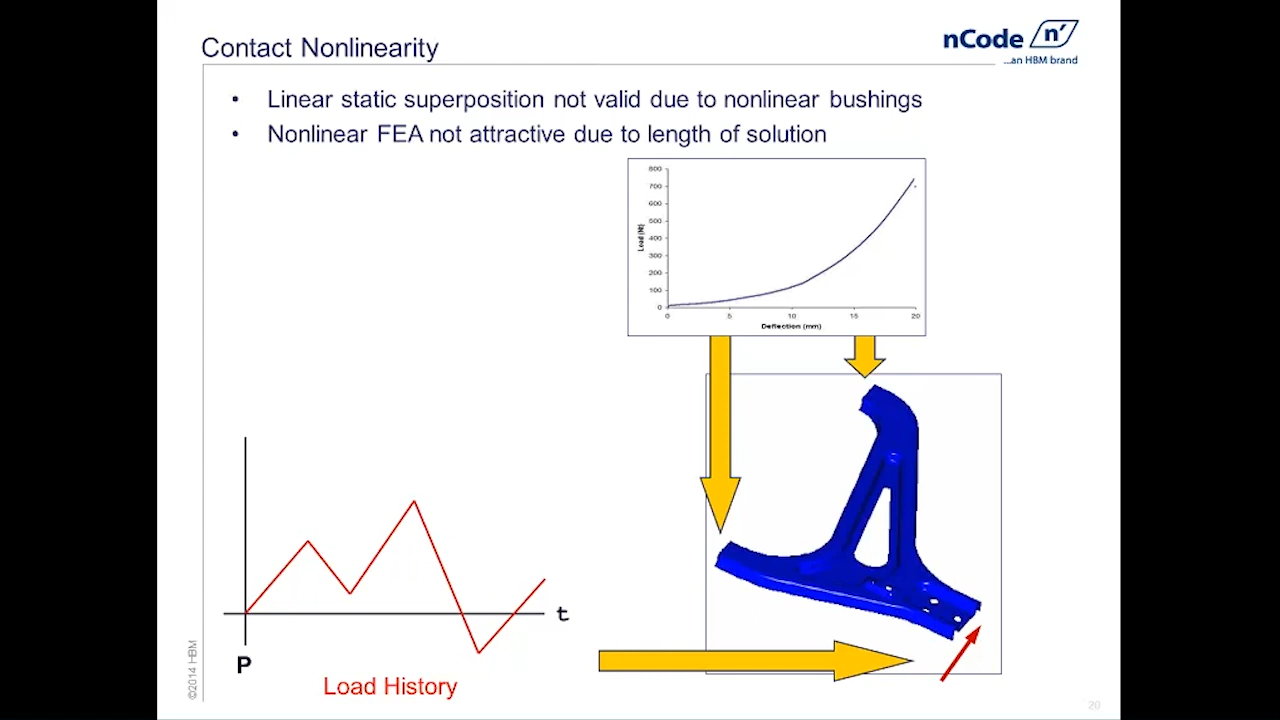 Contact Nonlinearity
nCode n'
...an HBM brand
• Linear static superposition not valid due to nonlinear bushings
• Nonlinear FEA not attractive due to length of solution
800
700
600
500
400
300
200
100
0
Load (N)
0 5 10 15 20
Deflection (mm)
t
P
Load History
©2014 HBM
20